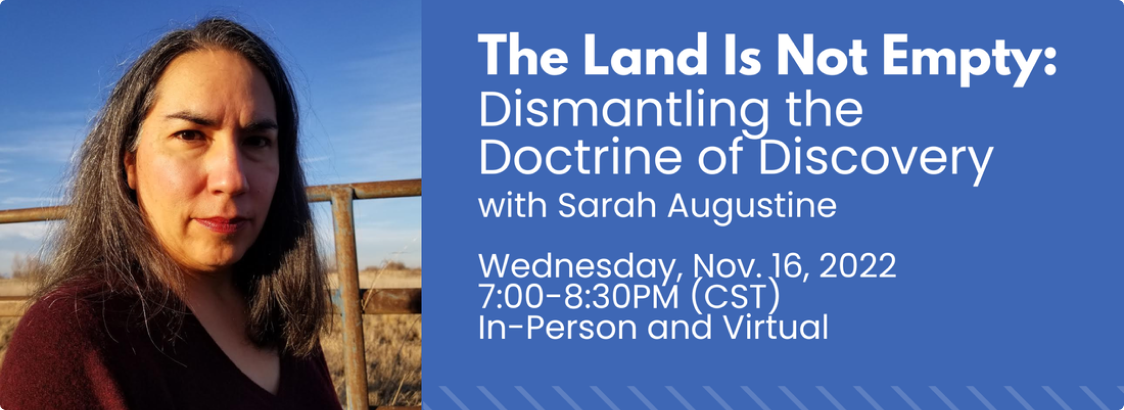 The Land Is Not Empty:
Dismantling the
Doctrine of Discovery
with Sarah Augustine
Wednesday, Nov. 16, 2022
7:00-8:30PM (CST)
In-Person and Virtual